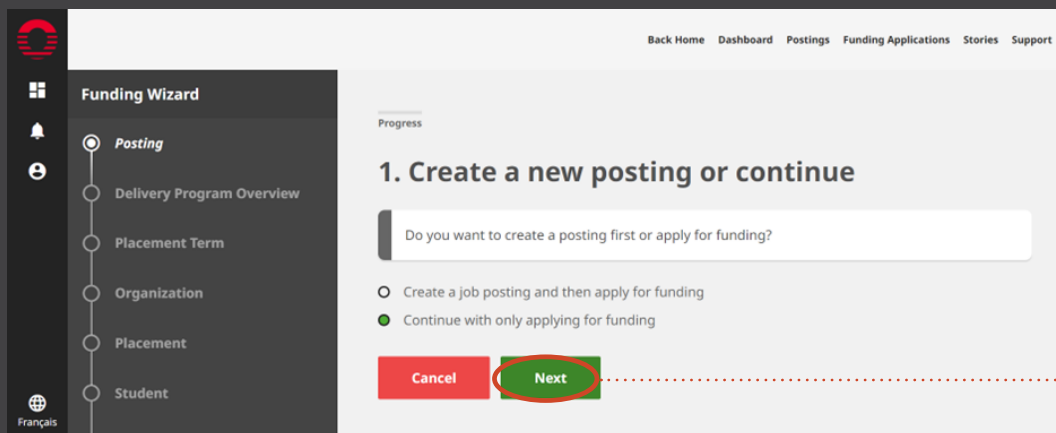 Back Home Dashboard Postings Funding Applications Stories Support
Funding Wizard
Posting
Delivery Program Overview
Placement Term
Organization
Placement
Student
Français
Progress
1. Create a new posting or continue
Do you want to create a posting first or apply for funding?
Create a job posting and then apply for funding
Continue with only applying for funding
Cancel Next